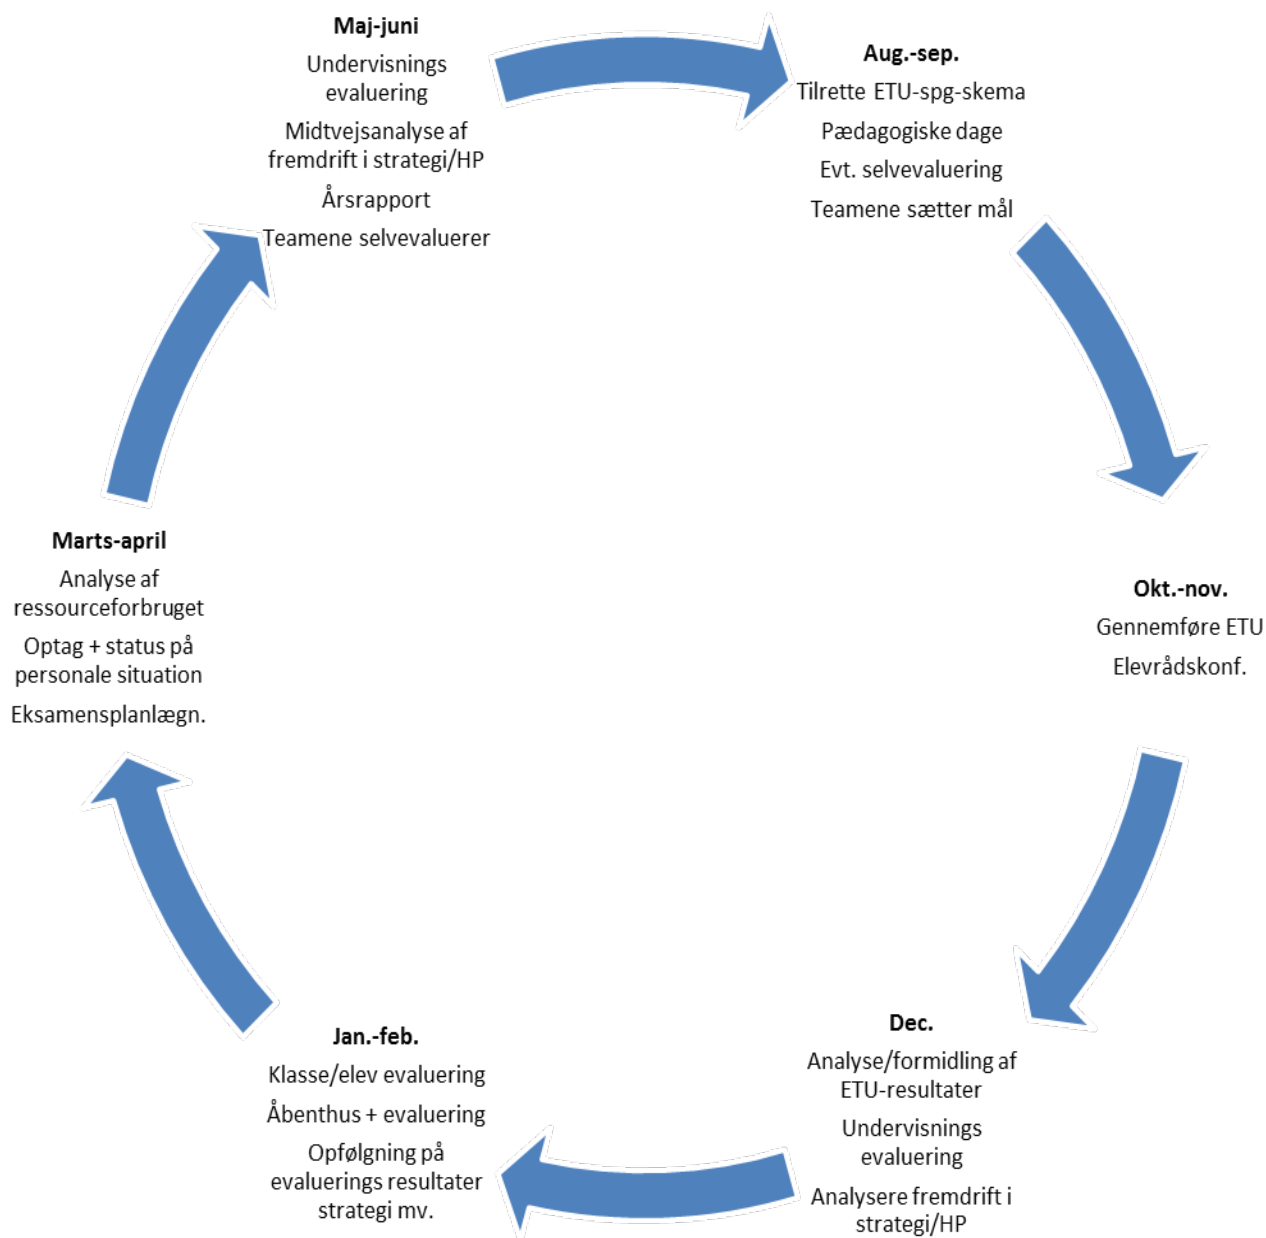 Maj-juni
Undervisnings
evaluering
Midtvejsanalyse af
fremdrift i strategi/HP
Årsrapport
Teamene selvevaluerer
Aug.-sep.
Tilrette ETU-spg-skema
Pædagogiske dage
Evt. selvevaluering
Teamene sætter mål
Okt.-nov.
Gennemføre ETU
Elevrådskonf.
Dec.
Analyse/formidling af
ETU-resultater
Undervisnings
evaluering
Analysere fremdrift i
strategi/HP
Jan.-feb.
Klasse/elev evaluering
Åbenthus + evaluering
Opfølgning på
evaluerings resultater
strategi mv.
Marts-april
Analyse af
ressourceforbruget
Optag + status på
personale situation
Eksamensplanlægn.